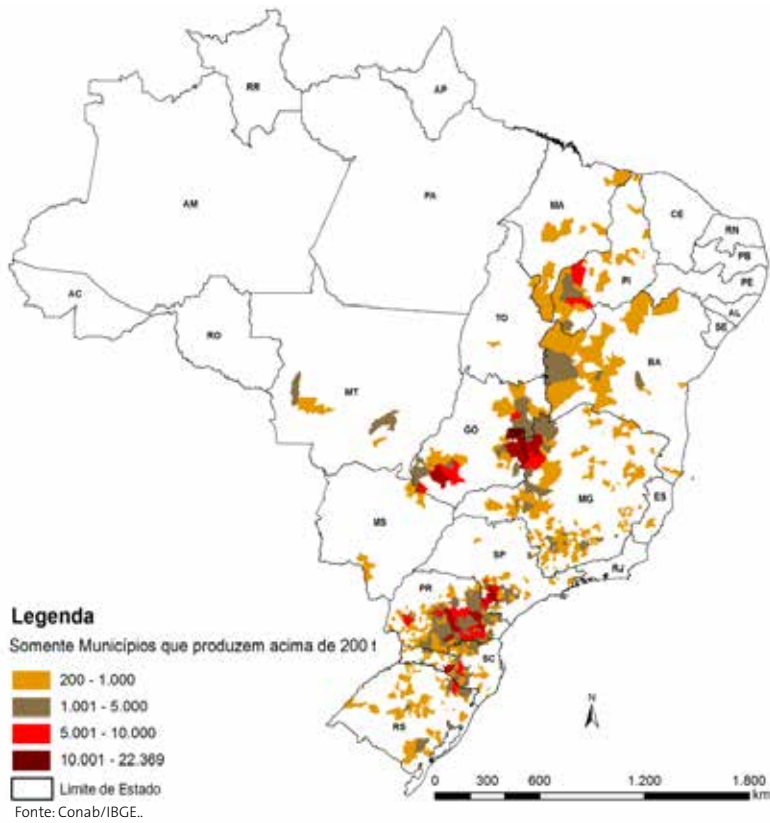 RR
AP
AM
PA
MA
CE
RN
PB
PE
AL
SE
PI
AC
TO
RO
BA
MT
GO
MG
ES
MS
SP
RJ
PR
SC
RS
Legenda
Somente Municípios que produzem acima de 200 t
200 - 1.000
1.001 - 5.000
5.001 - 10.000
10.001 - 22.369
Limite de Estado
Fonte: Conab/IBGE..
N
0 300 600 1.200 1.800
km